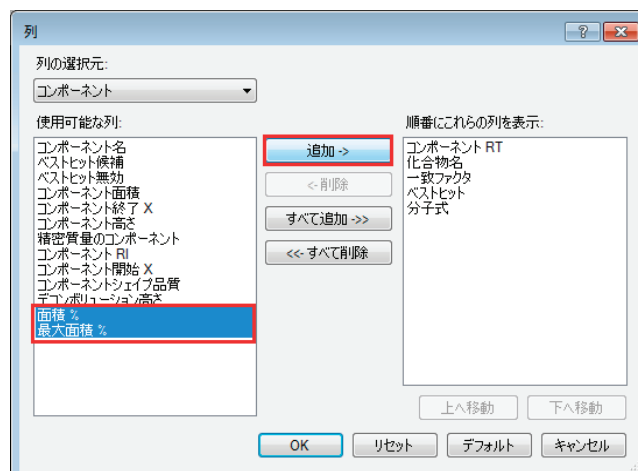 列
列の選択元:
コンポーネント
使用可能な列:
コンポーネント名
ベストヒット候補
ベストヒット無効
コンポーネント面積
コンポーネント終了 X
コンポーネント高さ
精密質量のコンポーネント
コンポーネント RI
コンポーネント開始 X
コンポーネントシェイプ品質
デコンボリューション高さ
面積 %
最大面積 %
追加 ->
<- 削除
すべて追加 ->>
<<- すべて削除
順番にこれらの列を表示:
コンポーネント RT
化合物名
一致ファクタ
ベストヒット
分子式
上へ移動
下へ移動
OK
リセット
デフォルト
キャンセル